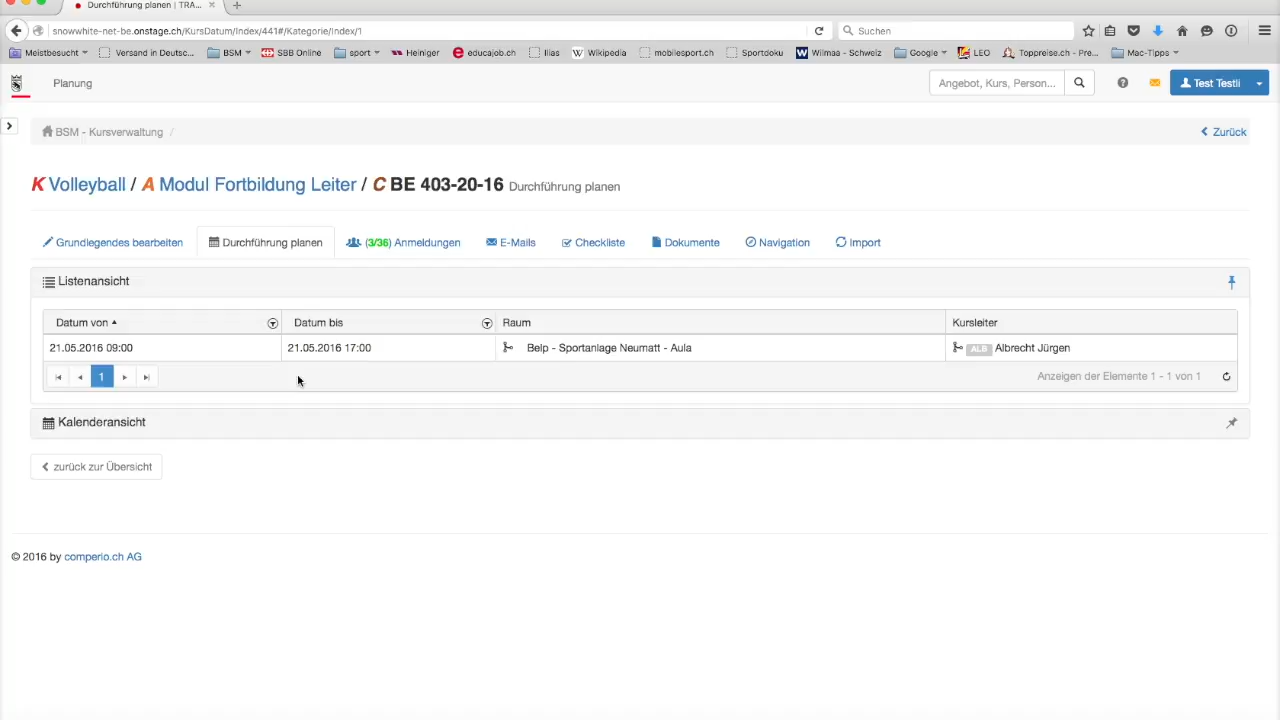 Durchführung planen | TRA...
snowwhite-net-be.onstage.ch/KursDatum/Index/441#/Kategorie/Index/1
Suchen
Meistbesucht
Versand in Deutsc...
BSM
SBB Online
sport
Heiniger
educajob.ch
Ilias
Wikipedia
mobilesport.ch
Sportdoku
Wilmaa - Schweiz
Google
LEO
Toppreise.ch - Pre...
Mac-Tipps
Planung
Angebot, Kurs, Person...
Test Testli
BSM - Kursverwaltung /
Zurück
K Volleyball / A Modul Fortbildung Leiter / C BE 403-20-16 Durchführung planen
Grundlegendes bearbeiten
Durchführung planen
(3/36) Anmeldungen
E-Mails
Checkliste
Dokumente
Navigation
Import
Listenansicht
Datum von
Datum bis
Raum
Kursleiter
21.05.2016 09:00
21.05.2016 17:00
Belp - Sportanlage Neumatt - Aula
ALB Albrecht Jürgen
1
Anzeigen der Elemente 1 - 1 von 1
Kalenderansicht
zurück zur Übersicht
© 2016 by comperio.ch AG